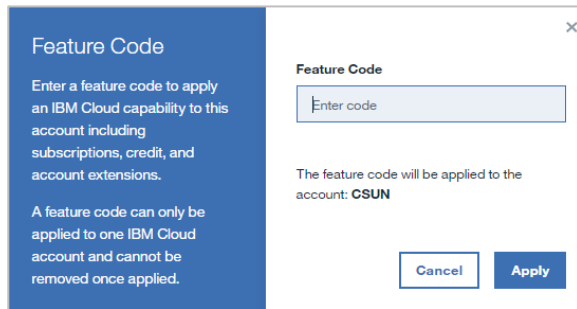 Feature Code
Enter a feature code to apply
an IBM Cloud capability to this
account including
subscriptions, credit, and
account extensions.
A feature code can only be
applied to one IBM Cloud
account and cannot be
removed once applied.
Feature Code
Enter code
The feature code will be applied to the
account: CSUN
Cancel
Apply